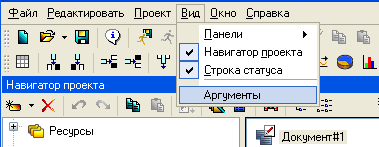 Файл Редактировать Проект Вид Окно Справка
Панели
Навигатор проекта
Строка статуса
Аргументы
Навигатор проекта
Ресурсы
Документ#1